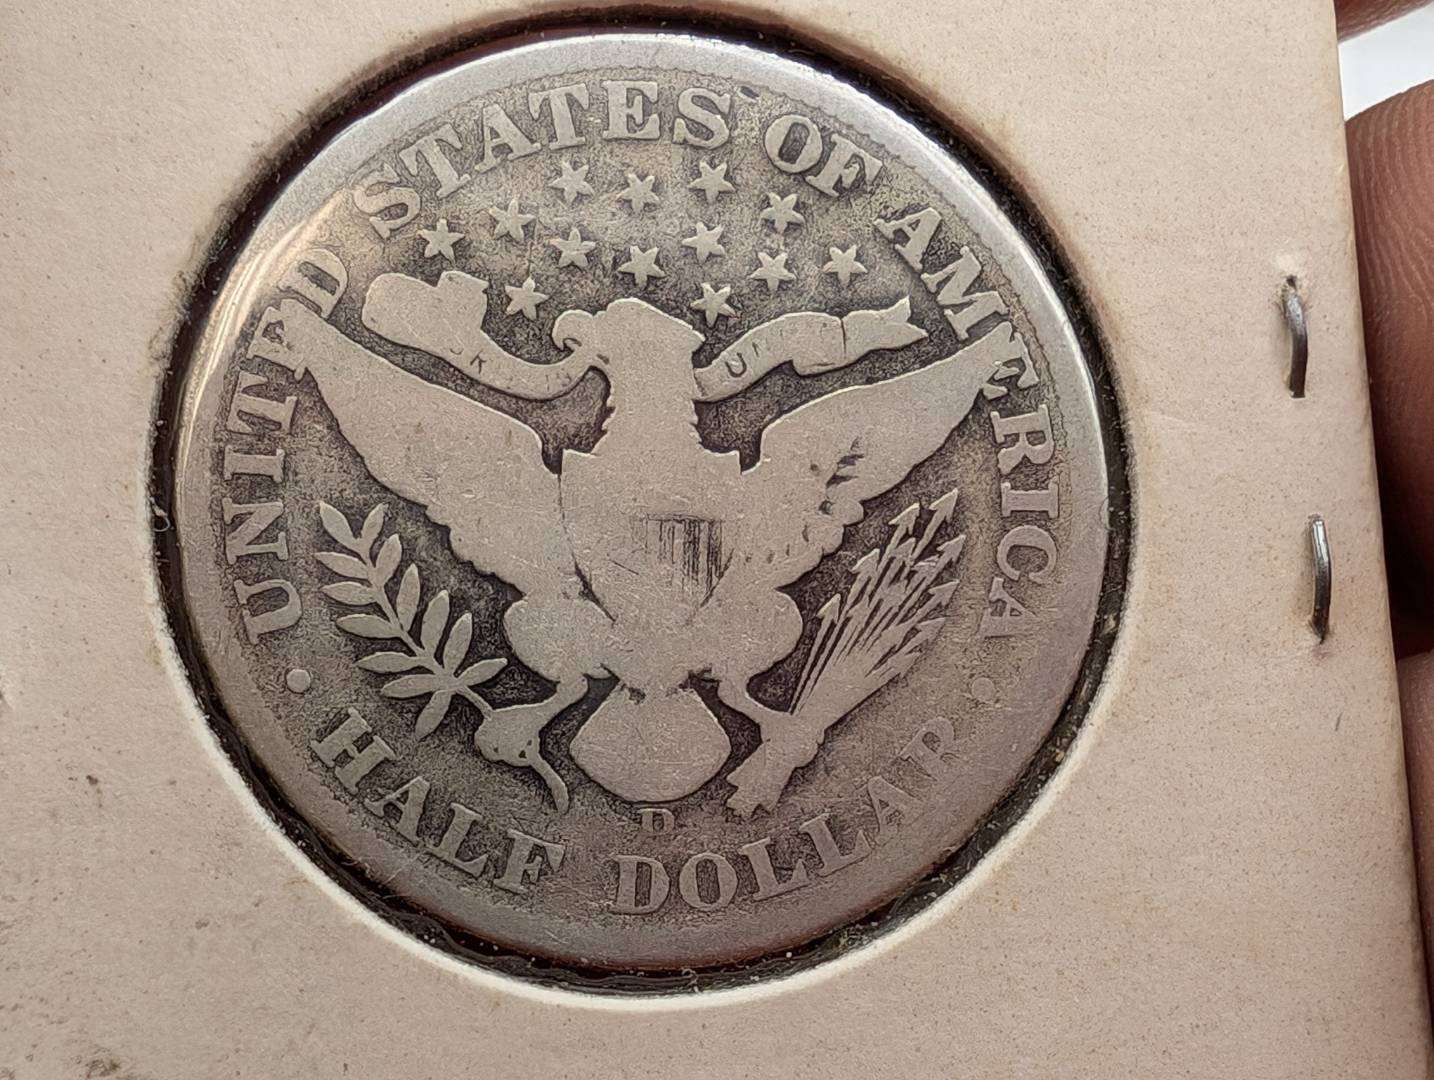 UNITED STATES OF AMERICA
D
HALF DOLLAR